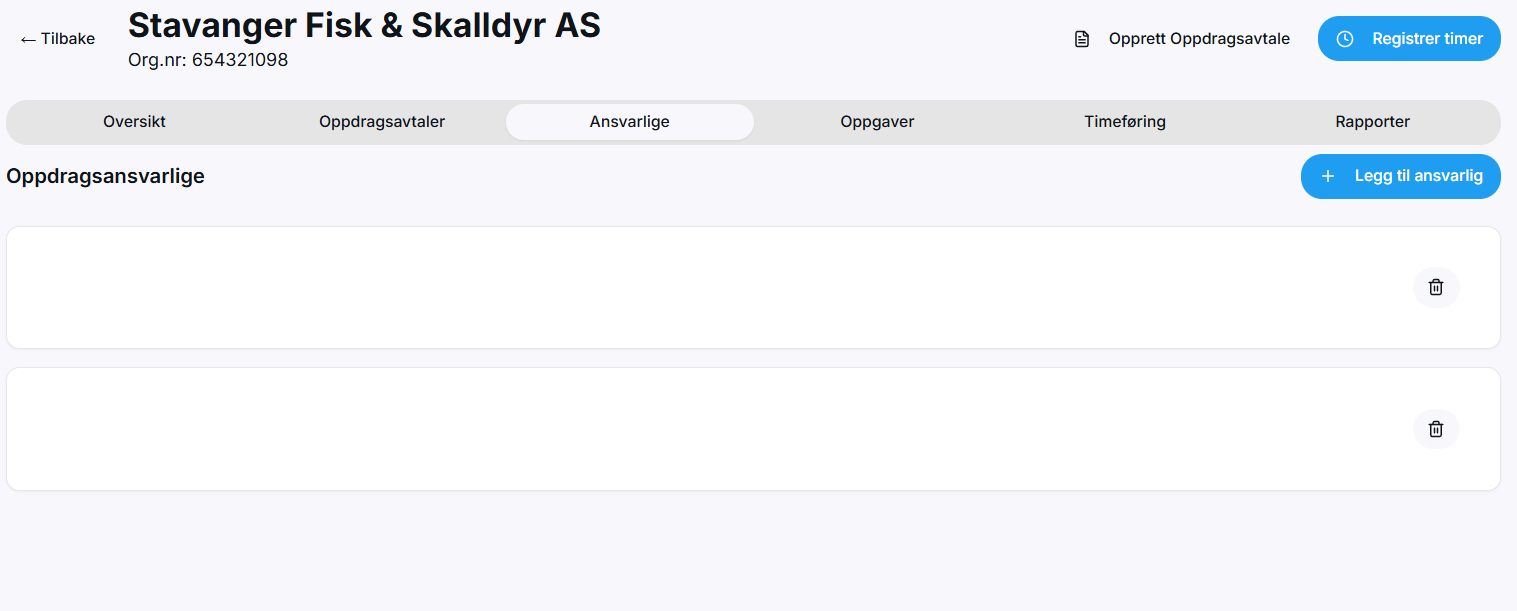 ← Tilbake
Stavanger Fisk & Skalldyr AS
Org.nr: 654321098
Opprett Oppdragsavtale
Registrer timer
Oversikt
Oppdragsavtaler
Ansvarlige
Oppgaver
Timeføring
Rapporter
Oppdragsansvarlige
+ Legg til ansvarlig